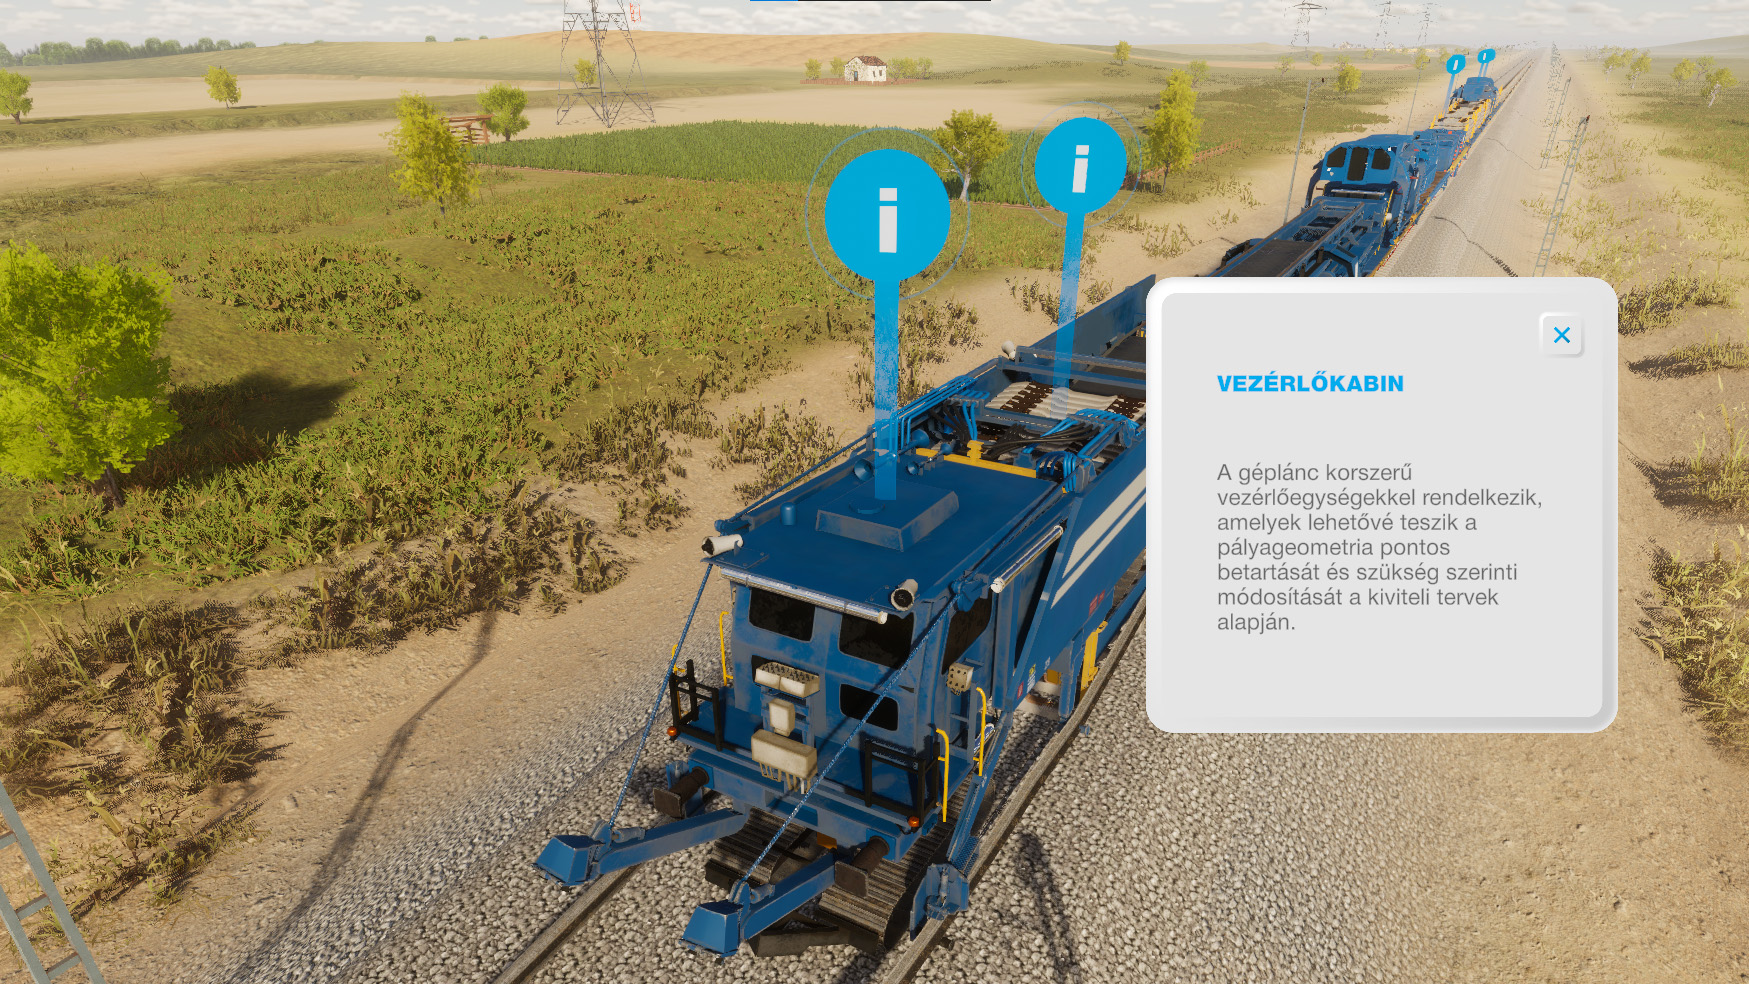 i
i
i
i
VEZÉRLŐKABIN
A géplánc korszerű
vezérlőegységekkel rendelkezik,
amelyek lehetővé teszik a
pályageometria pontos
betartását és szükség szerinti
módosítását a kiviteli tervek
alapján.